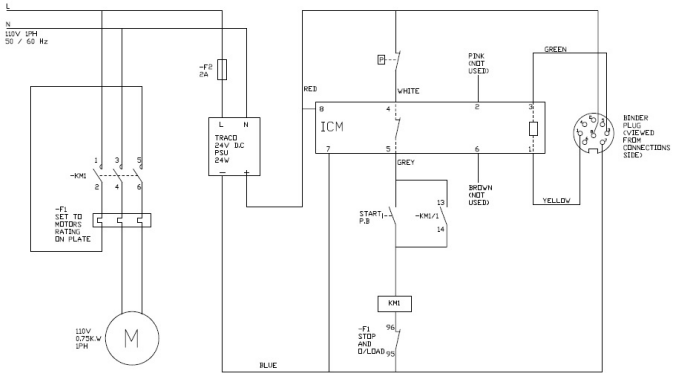 L
N
110V 1PH
50 / 60 Hz
-F2
2A
RED
P
WHITE
PINK
(NOT
USED)
GREEN
L N
TRACO
24V D.C
PSU
24W
- +
8 4 2 3
ICM
7 5 6 1
BINDER
PLUG
(VIEWED
FROM
CONNECTIONS
SIDE)
GREY
BROWN
(NOT
USED)
YELLOW
1 3 5
-KM1
2 4 6
-F1
SET TO
MOTORS
RATING
ON PLATE
START
P.B
13
-KM1/1
14
KM1
110V
0.75K.W
1PH
M
-F1
STOP
AND
O/LOAD
96
95
BLUE